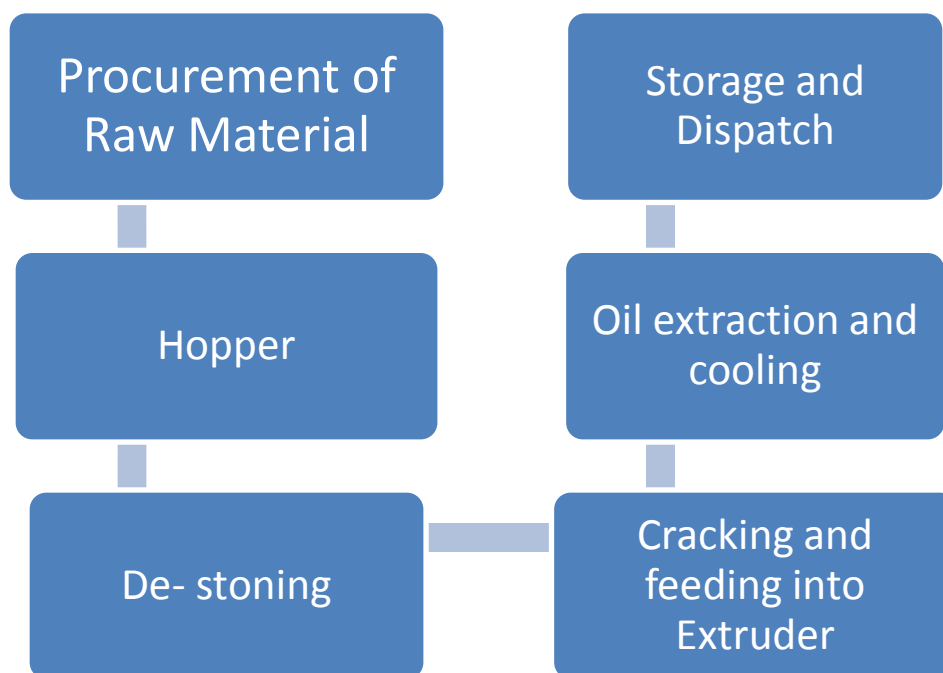 Procurement of
Raw Material
Hopper
De- stoning
Cracking and
feeding into
Extruder
Oil extraction and
cooling
Storage and
Dispatch